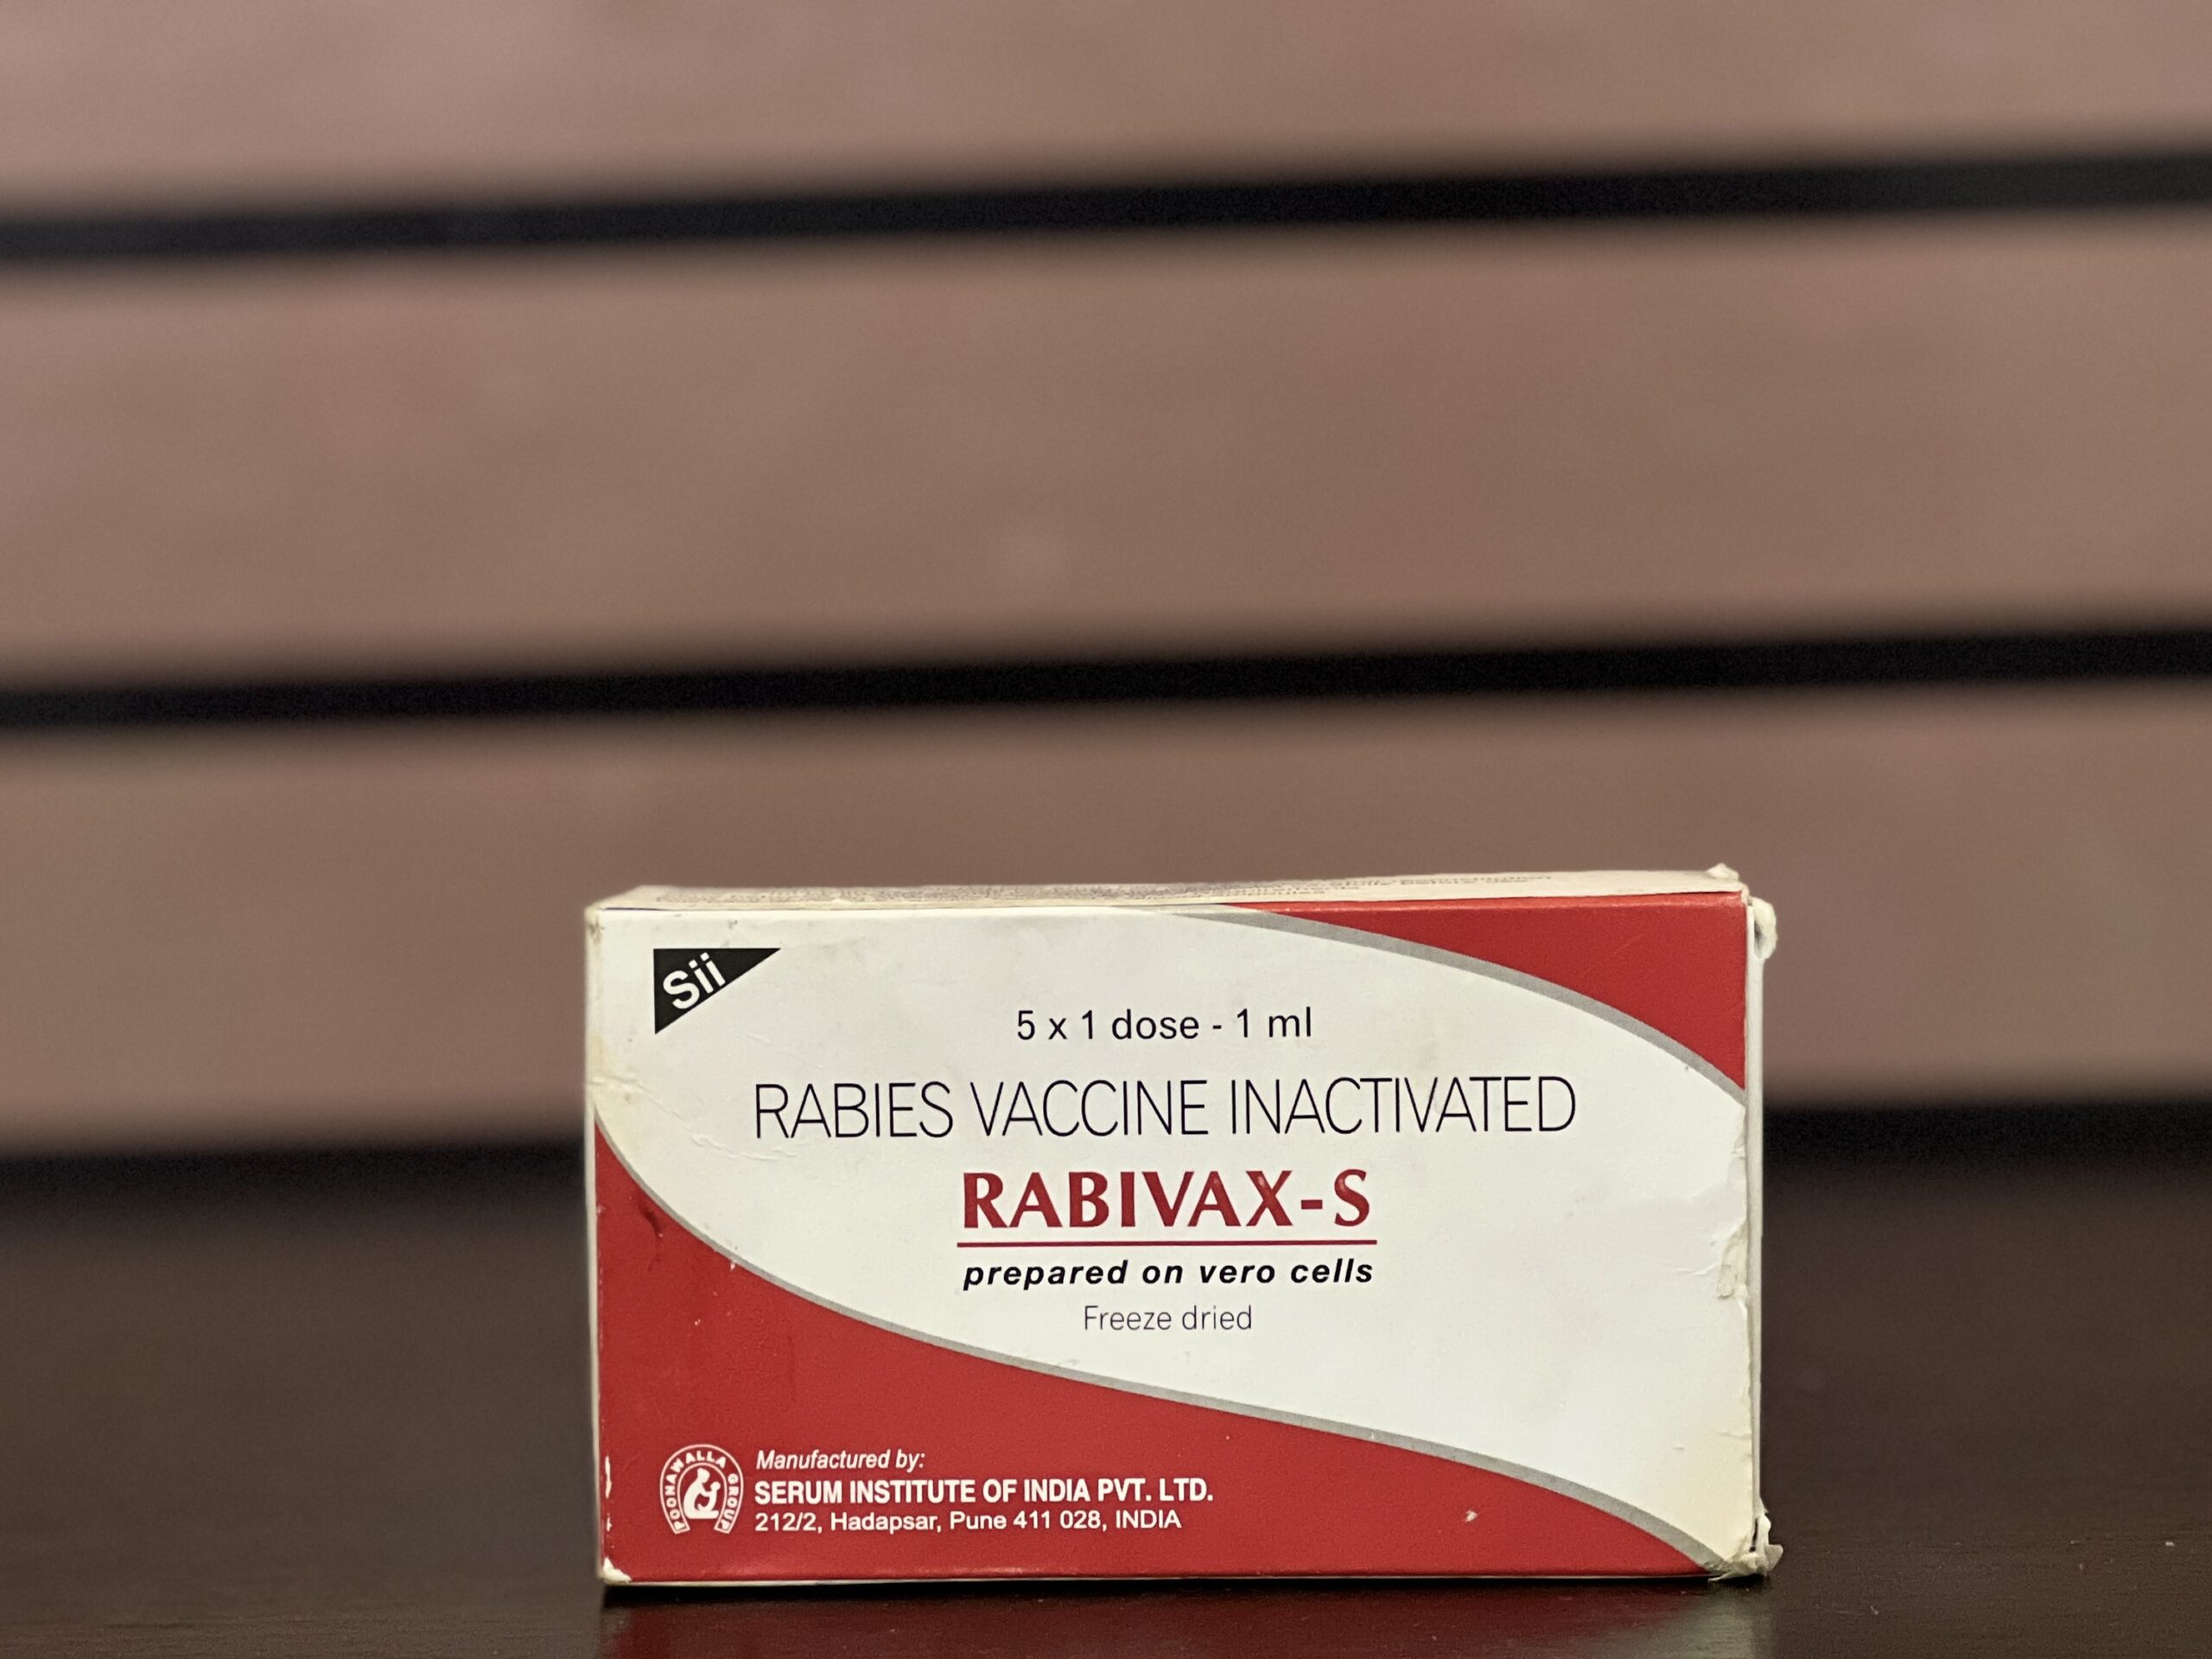 Sii
5 x 1 dose - 1 ml
RABIES VACCINE INACTIVATED
RABIVAX-S
prepared on vero cells
Freeze dried
POONAWALLA GROUP
Manufactured by:
SERUM INSTITUTE OF INDIA PVT. LTD.
212/2, Hadapsar, Pune 411 028, INDIA